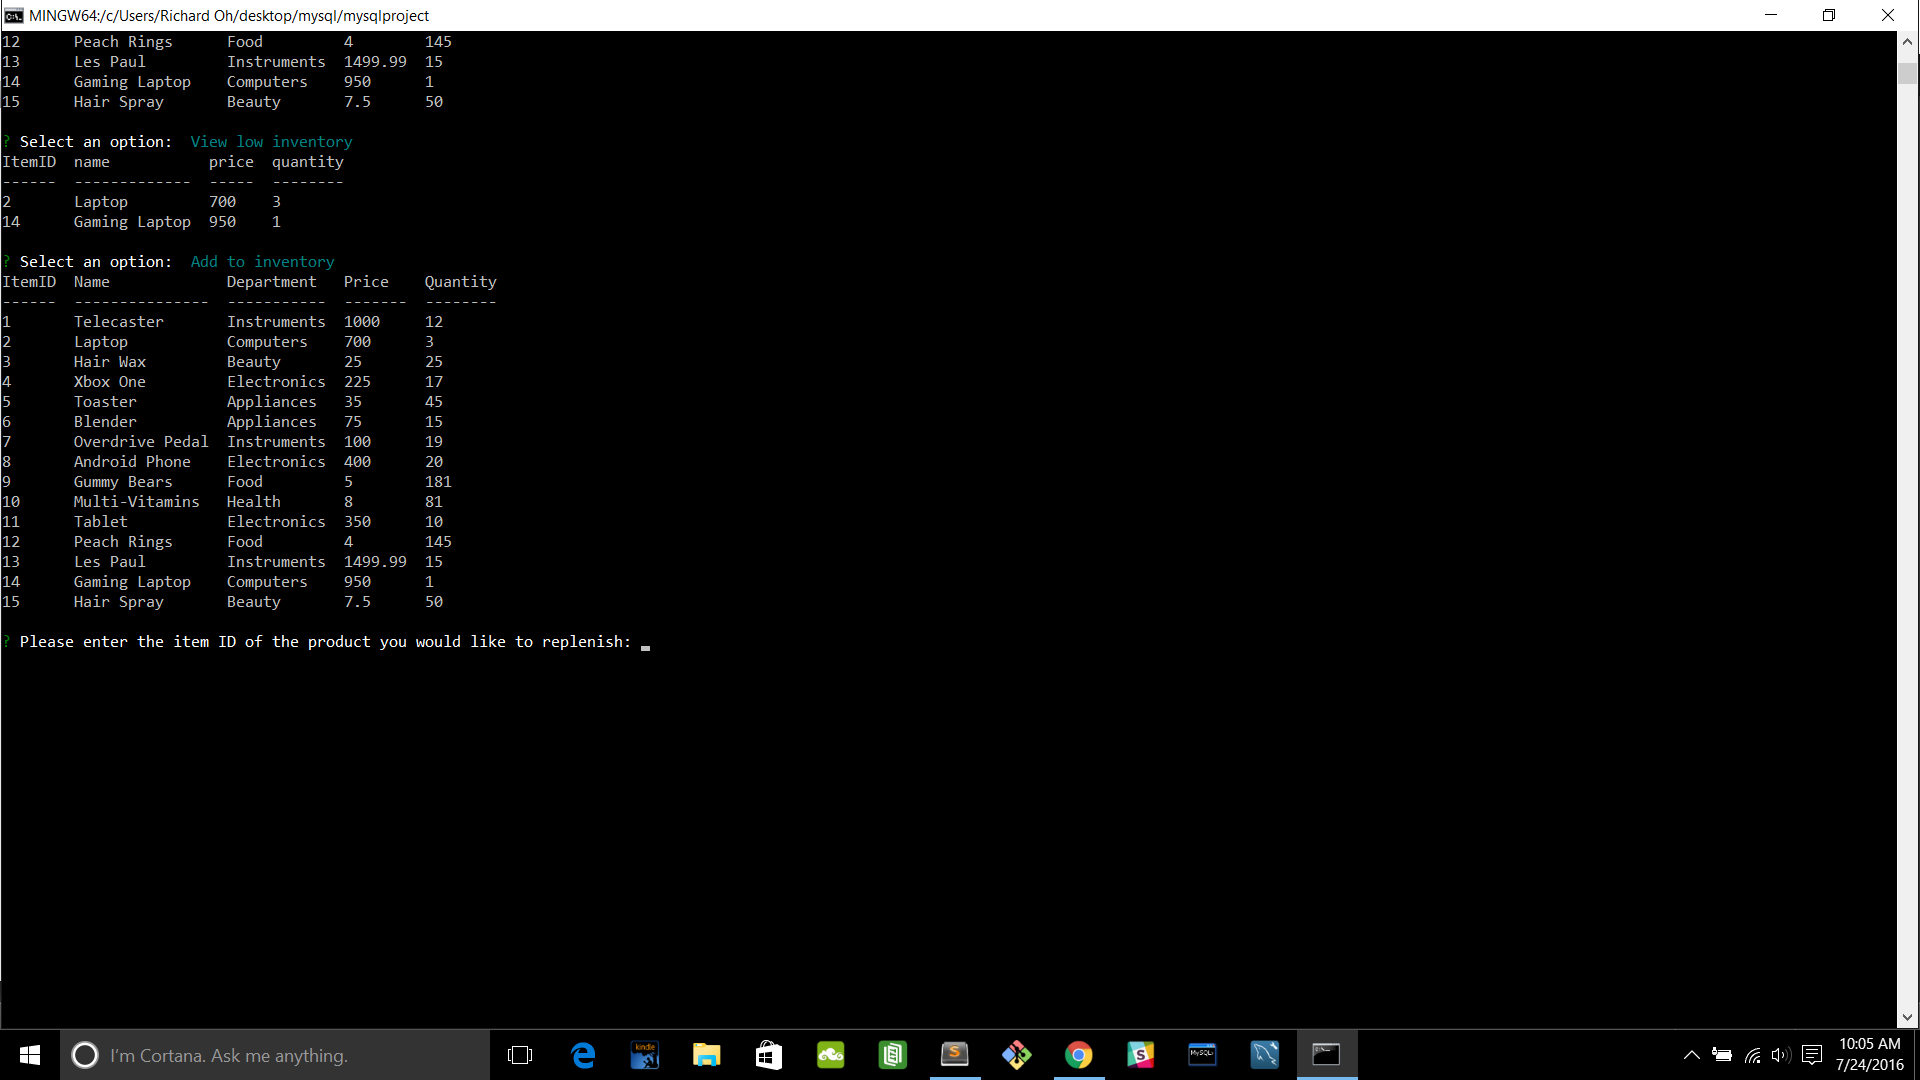 MINGW64:/c/Users/Richard Oh/desktop/mysql/mysqlproject
12      Peach Rings      Food         4        145
13      Les Paul         Instruments  1499.99  15
14      Gaming Laptop    Computers    950      1
15      Hair Spray       Beauty       7.5      50
? Select an option:  View low inventory
ItemID  name           price  quantity
------  -------------  -----  --------
2       Laptop         700    3
14      Gaming Laptop  950    1
? Select an option:  Add to inventory
ItemID  Name             Department   Price    Quantity
------  ---------------  -----------  -------  --------
1       Telecaster       Instruments  1000     12
2       Laptop           Computers    700      3
3       Hair Wax         Beauty       25       25
4       Xbox One         Electronics  225      17
5       Toaster          Appliances   35       45
6       Blender          Appliances   75       15
7       Overdrive Pedal  Instruments  100      19
8       Android Phone    Electronics  400      20
9       Gummy Bears      Food         5        181
10      Multi-Vitamins   Health       8        81
11      Tablet           Electronics  350      10
12      Peach Rings      Food         4        145
13      Les Paul         Instruments  1499.99  15
14      Gaming Laptop    Computers    950      1
15      Hair Spray       Beauty       7.5      50
? Please enter the item ID of the product you would like to replenish:
I'm Cortana. Ask me anything.
kindle
MySQL
10:05 AM
7/24/2016